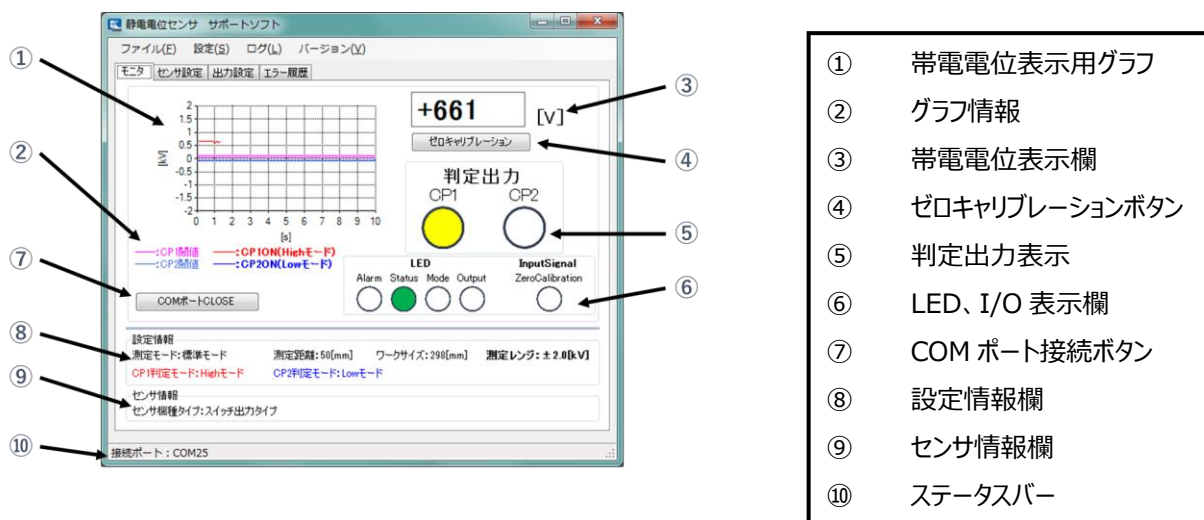 静電電位センサ サポートソフト
ファイル(F) 設定(S) ログ(L) バージョン(V)
モニタ センサ設定 出力設定 エラー履歴
①
②
⑦
⑧
⑨
⑩
[kV]
2
1.5
1
0.5
0
-0.5
-1
-1.5
-2
0 1 2 3 4 5 6 7 8 9 10
[s]
+661 [V]
ゼロキャリブレーション
判定出力
CP1 CP2
③
④
⑤
⑥
:CP1閾値 :CP1ON(Highモード)
:CP2閾値 :CP2ON(Lowモード)
LED
Alarm Status Mode Output
InputSignal
ZeroCalibration
COMポートCLOSE
設定情報
測定モード:標準モード 測定距離:50[mm] ワークサイズ:298[mm] 測定レンジ:±2.0[kV]
CP1判定モード:Highモード CP2判定モード:Lowモード
センサ情報
センサ機種タイプ:スイッチ出力タイプ
接続ポート:COM25
① 帯電電位表示用グラフ
② グラフ情報
③ 帯電電位表示欄
④ ゼロキャリブレーションボタン
⑤ 判定出力表示
⑥ LED、I/O 表示欄
⑦ COM ポート接続ボタン
⑧ 設定情報欄
⑨ センサ情報欄
⑩ ステータスバー